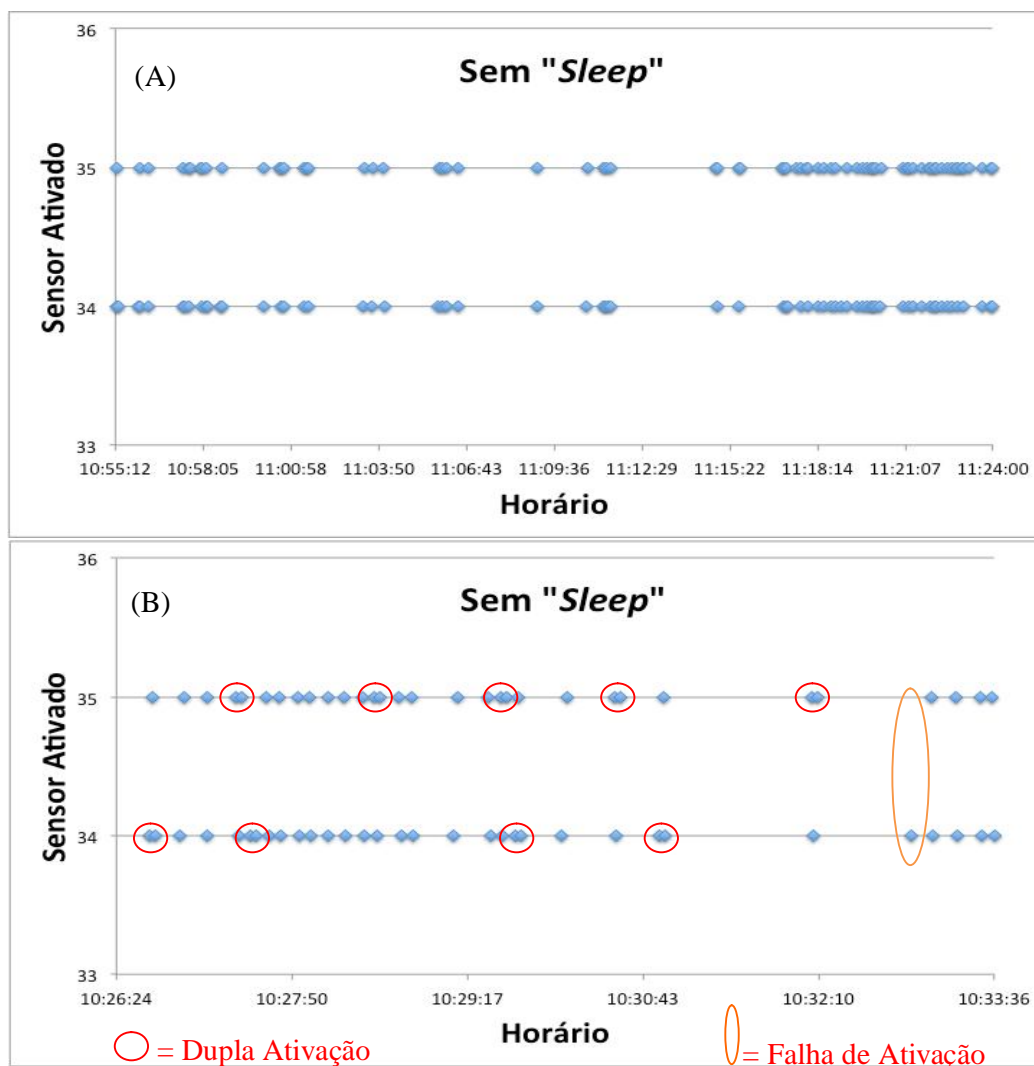 36
(A)
Sem "Sleep"
35
Sensor Ativado
34
33
10:55:12 10:58:05 11:00:58 11:03:50 11:06:43 11:09:36 11:12:29 11:15:22 11:18:14 11:21:07 11:24:00
Horário
36
(B)
Sem "Sleep"
35
Sensor Ativado
34
33
10:26:24 10:27:50 10:29:17 10:30:43 10:32:10 10:33:36
Horário
= Dupla Ativação
= Falha de Ativação